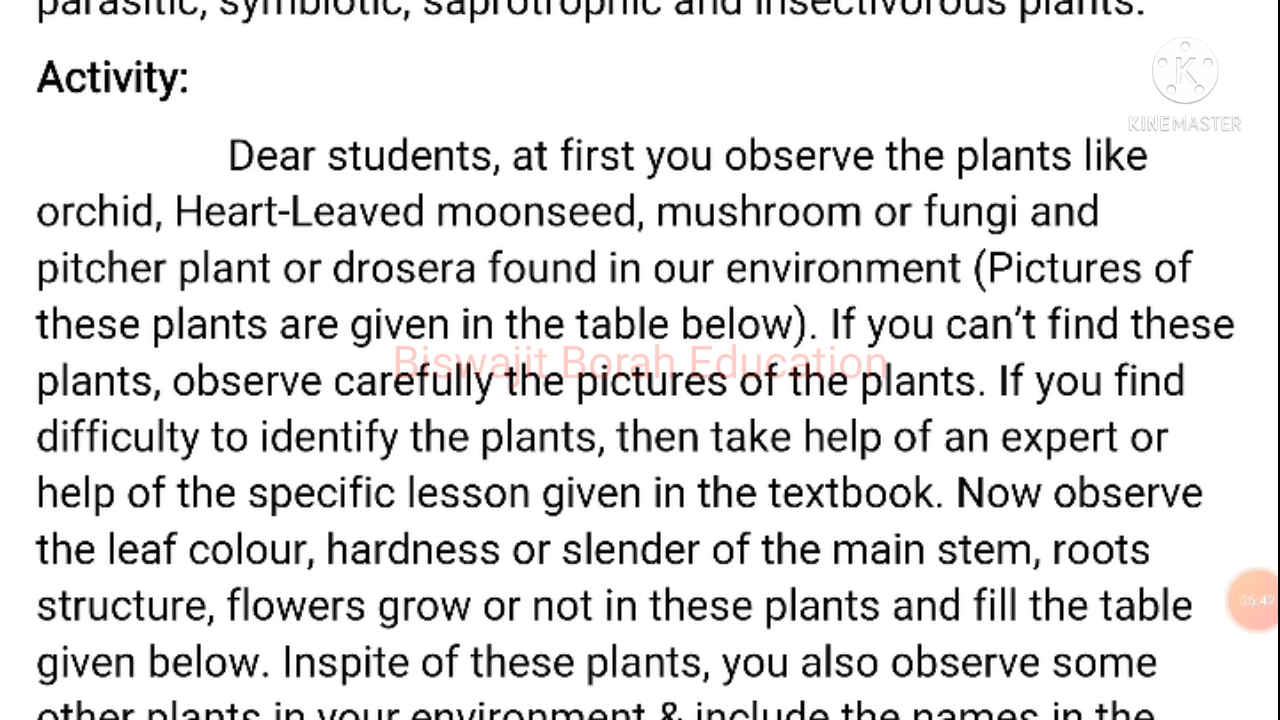 parasitic, symbiotic, saprotrophic and insectivorous plants.
Activity:
KINEMASTER
Dear students, at first you observe the plants like
orchid, Heart-Leaved moonseed, mushroom or fungi and
pitcher plant or drosera found in our environment (Pictures of
these plants are given in the table below). If you can’t find these
Biswajit Borah Education
plants, observe carefully the pictures of the plants. If you find
difficulty to identify the plants, then take help of an expert or
help of the specific lesson given in the textbook. Now observe
the leaf colour, hardness or slender of the main stem, roots
structure, flowers grow or not in these plants and fill the table
05:42
given below. Inspite of these plants, you also observe some
other plants in your environment & include the names in the